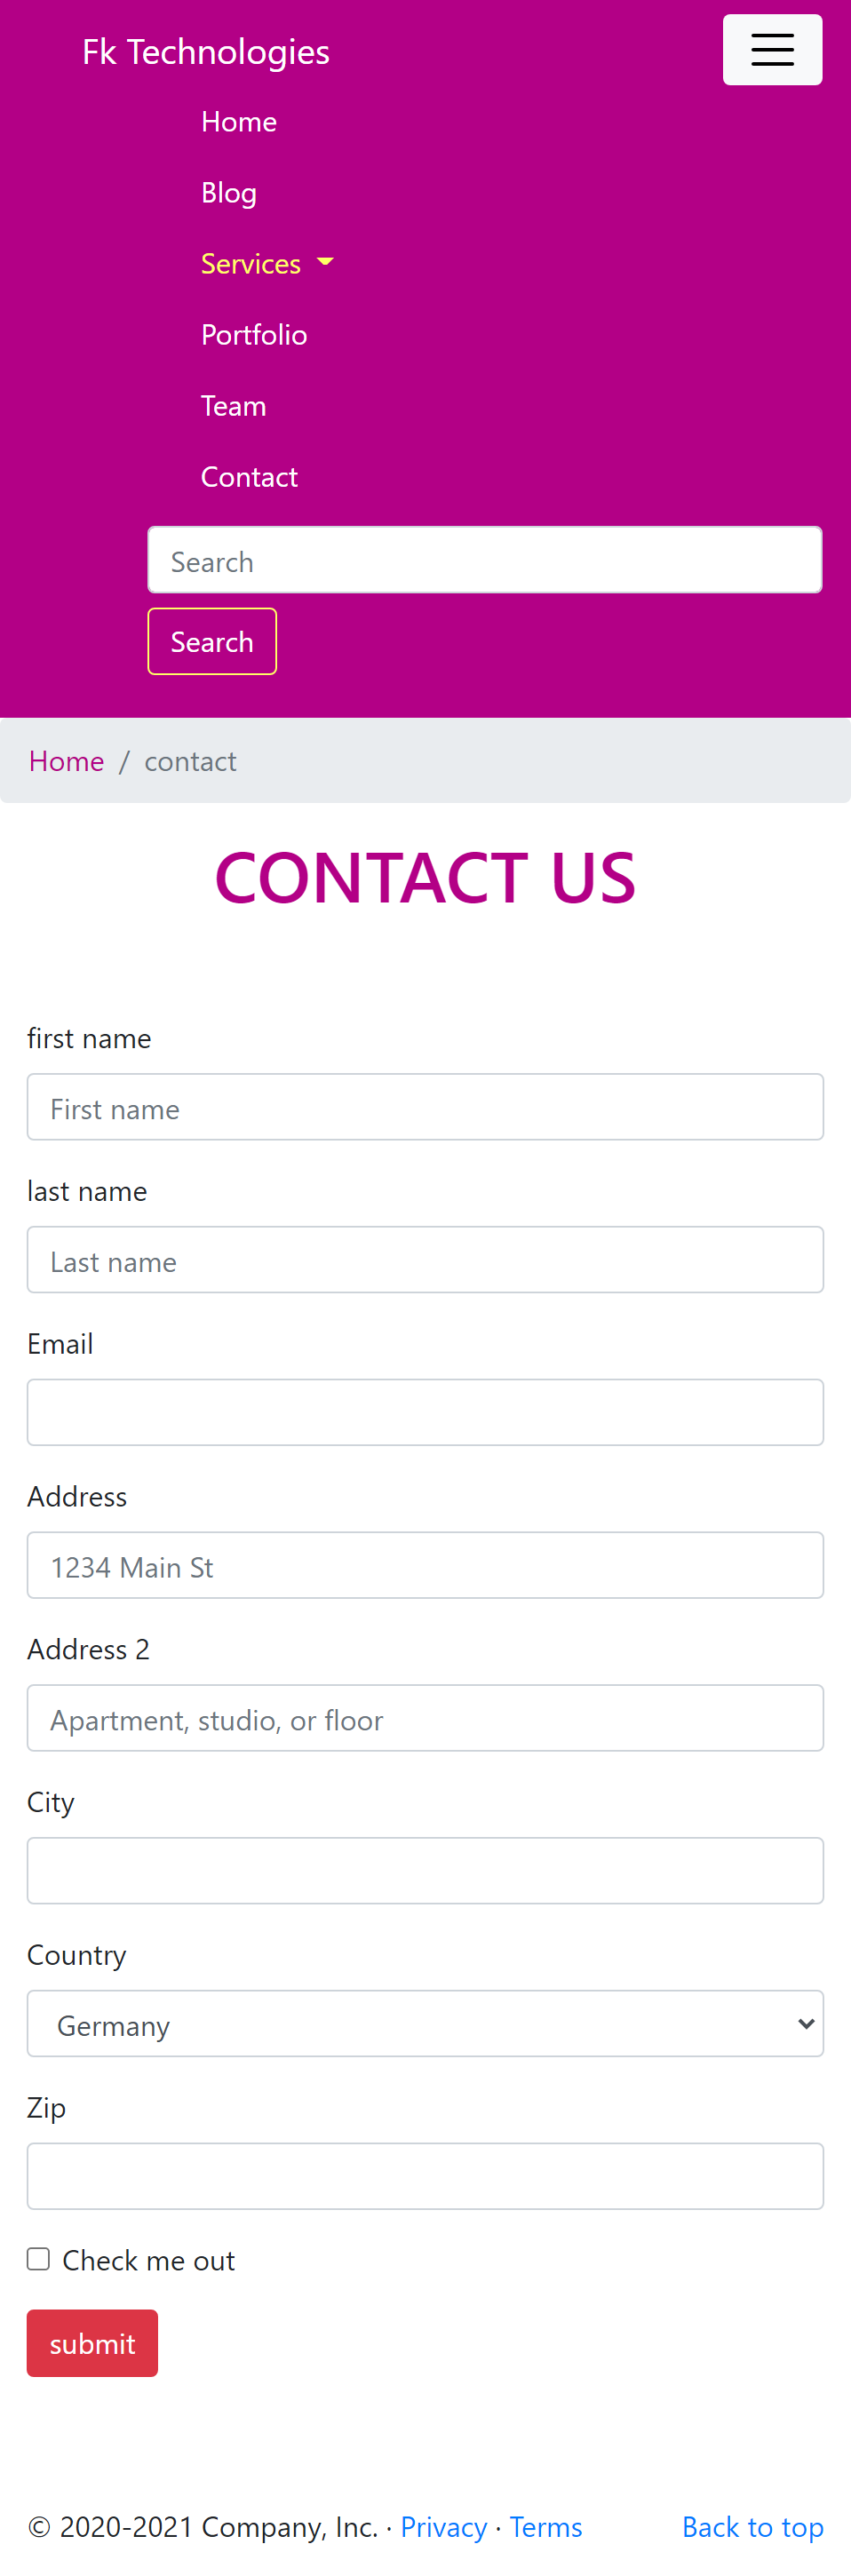 Fk Technologies
Home
Blog
Services
Portfolio
Team
Contact
Search
Search
Home / contact
CONTACT US
first name
First name
last name
Last name
Email
Address
1234 Main St
Address 2
Apartment, studio, or floor
City
Country
Germany
Zip
Check me out
submit
© 2020-2021 Company, Inc. · Privacy · Terms Back to top